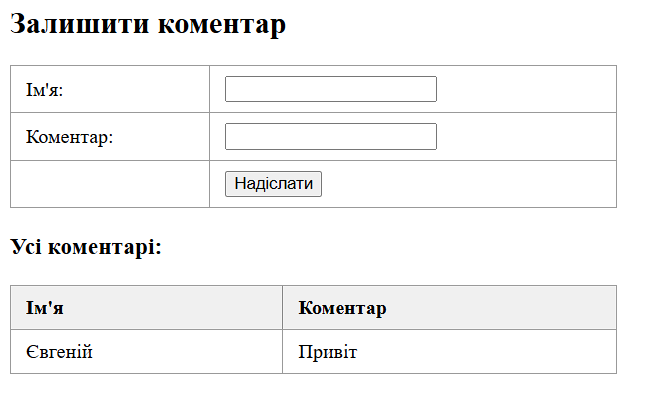 Залишити коментар
Ім'я:
Коментар:
Надіслати
Усі коментарі:
Ім'я Коментар
Євгеній Привіт